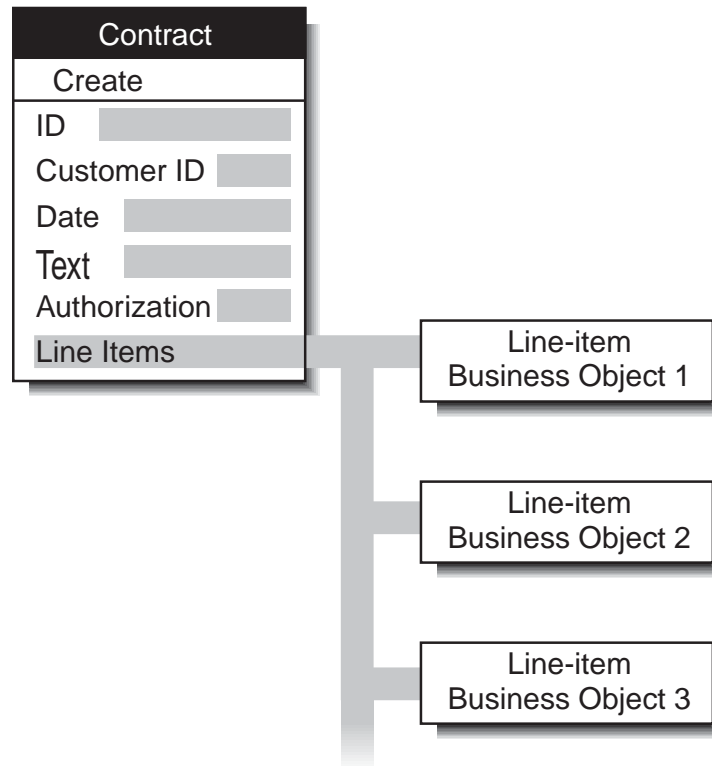 Contract
Create
ID
Customer ID
Date
Text
Authorization
Line Items
Line-item
Business Object 1
Line-item
Business Object 2
Line-item
Business Object 3